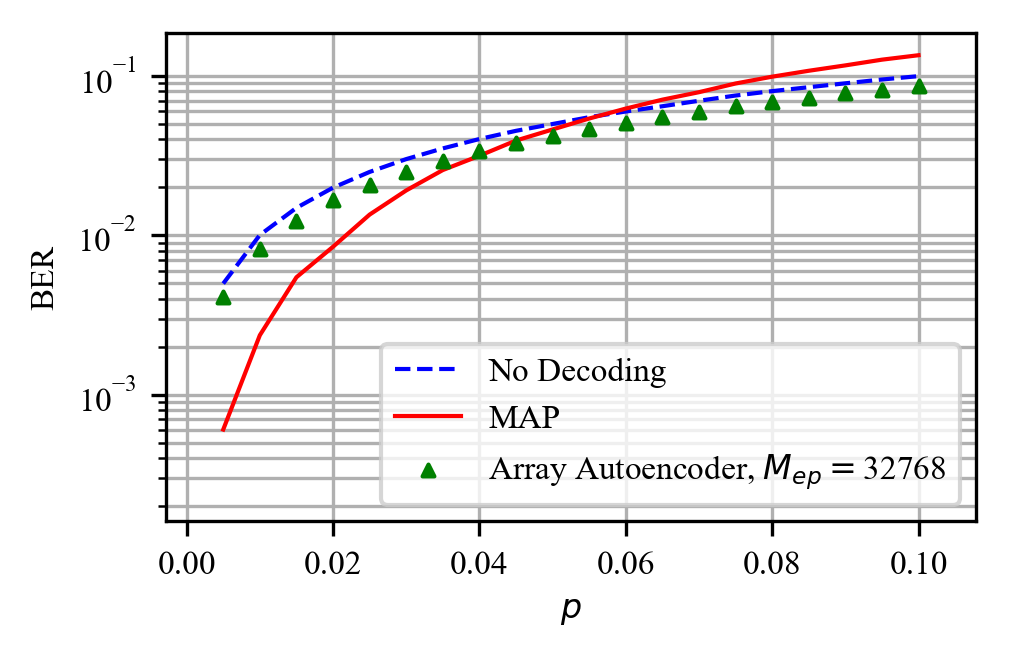 10⁻¹
10⁻²
10⁻³
BER
No Decoding
MAP
Array Autoencoder, Mₑₚ = 32768
0.00 0.02 0.04 0.06 0.08 0.10
p